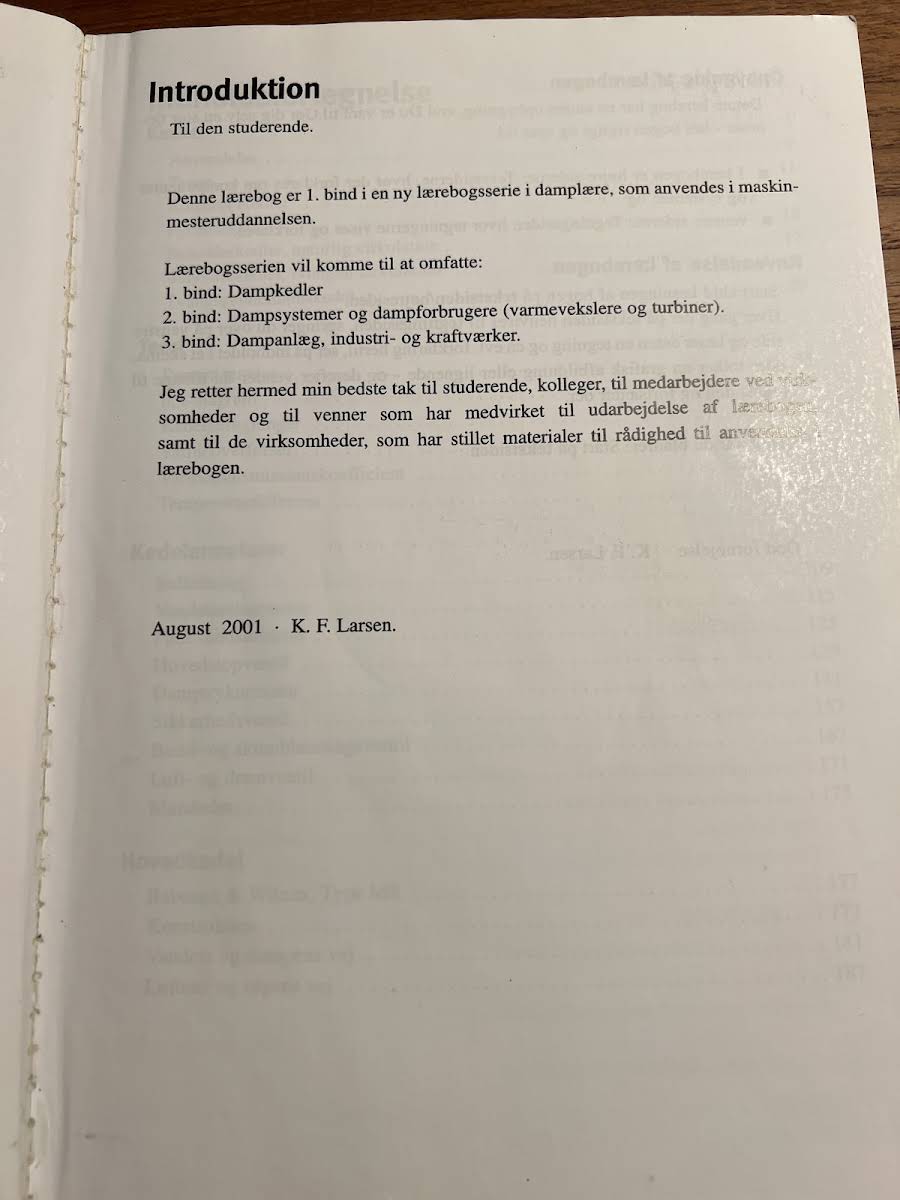 Introduktion
Til den studerende.
Denne lærebog er 1. bind i en ny lærebogsserie i damplære, som anvendes i maskin-
mesteruddannelsen.
Lærebogsserien vil komme til at omfatte:
1. bind: Dampkedler
2. bind: Dampsystemer og dampforbrugere (varmevekslere og turbiner).
3. bind: Dampanlæg, industri- og kraftværker.
Jeg retter hermed min bedste tak til studerende, kolleger, til medarbejdere ved virk-
somheder og til venner som har medvirket til udarbejdelse af lærebogen
samt til de virksomheder, som har stillet materialer til rådighed til anvendelse i
lærebogen.
August 2001 · K. F. Larsen.